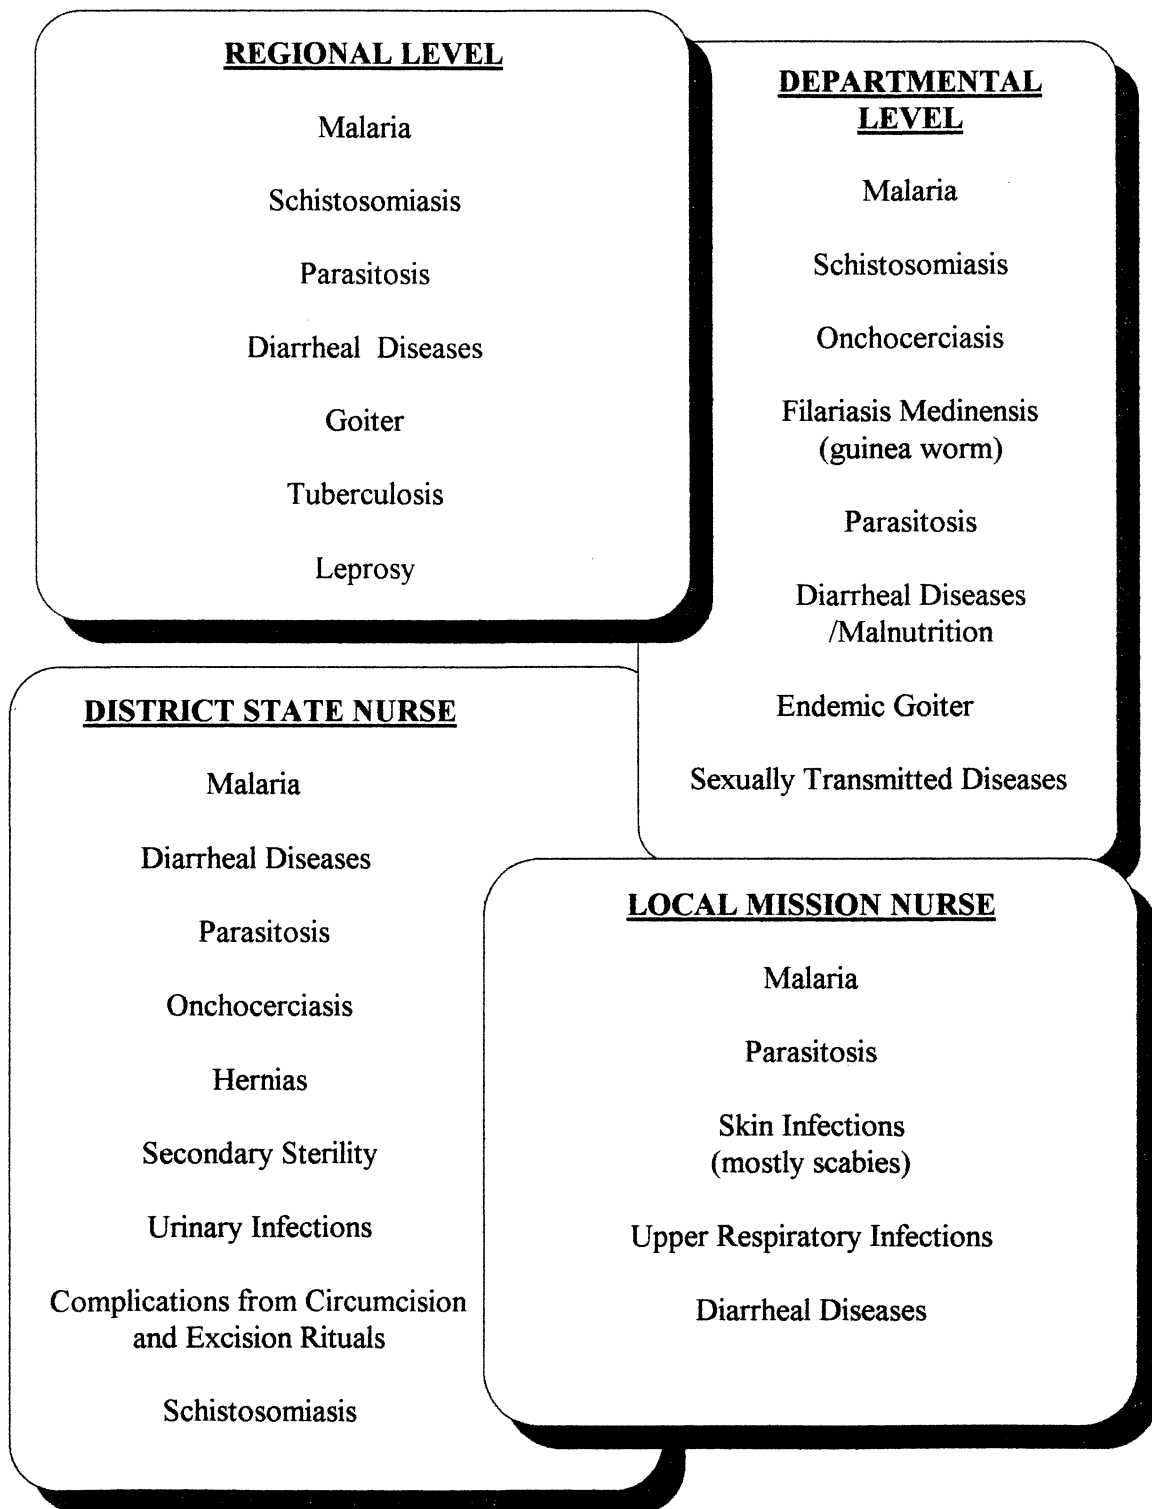 REGIONAL LEVEL
Malaria
Schistosomiasis
Parasitosis
Diarrheal Diseases
Goiter
Tuberculosis
Leprosy
DEPARTMENTAL
LEVEL
Malaria
Schistosomiasis
Onchocerciasis
Filariasis Medinensis
(guinea worm)
Parasitosis
Diarrheal Diseases
/Malnutrition
Endemic Goiter
Sexually Transmitted Diseases
DISTRICT STATE NURSE
Malaria
Diarrheal Diseases
Parasitosis
Onchocerciasis
Hernias
Secondary Sterility
Urinary Infections
Complications from Circumcision
and Excision Rituals
Schistosomiasis
LOCAL MISSION NURSE
Malaria
Parasitosis
Skin Infections
(mostly scabies)
Upper Respiratory Infections
Diarrheal Diseases